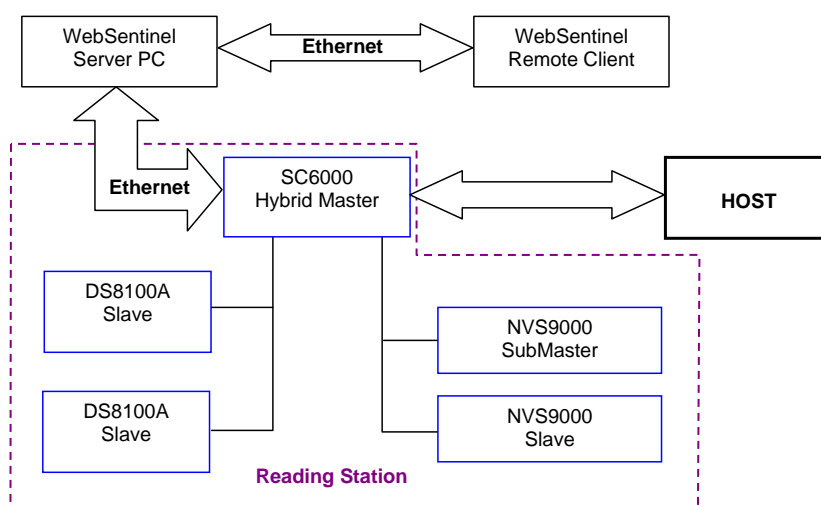 WebSentinel
Server PC
Ethernet
WebSentinel
Remote Client
Ethernet
SC6000
Hybrid Master
HOST
DS8100A
Slave
NVS9000
SubMaster
DS8100A
Slave
NVS9000
Slave
Reading Station